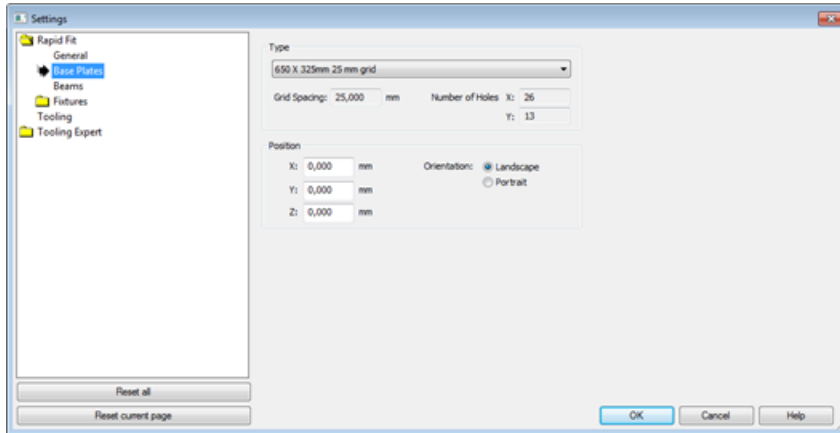 Settings
Rapid Fit
General
Base Plates
Beams
Fixtures
Tooling
Tooling Expert
Reset all
Reset current page
Type
650 X 325mm 25 mm grid
Grid Spacing: 25,000 mm Number of Holes X: 26
Y: 13
Position
X: 0,000 mm Orientation: Landscape
Portrait
Y: 0,000 mm
Z: 0,000 mm
OK Cancel Help